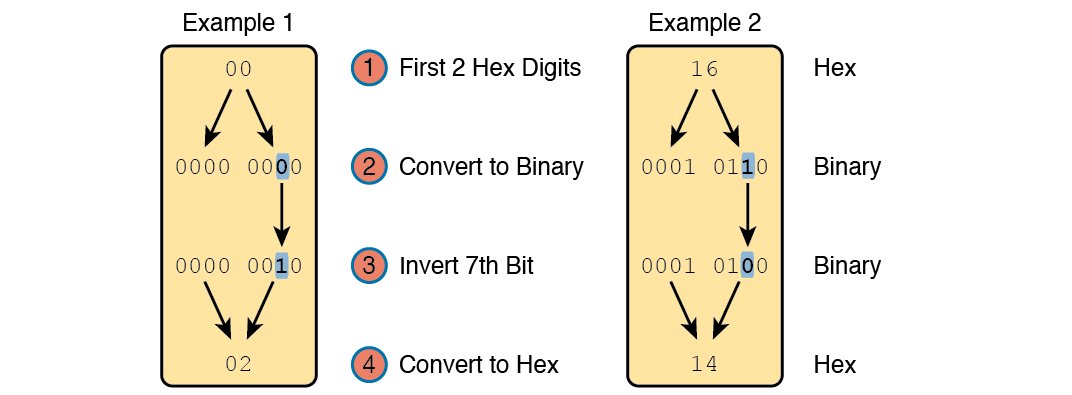 Example 1 Example 2
00 1 First 2 Hex Digits 16 Hex
0000 0000 2 Convert to Binary 0001 0110 Binary
0000 0010 3 Invert 7th Bit 0001 0100 Binary
02 4 Convert to Hex 14 Hex